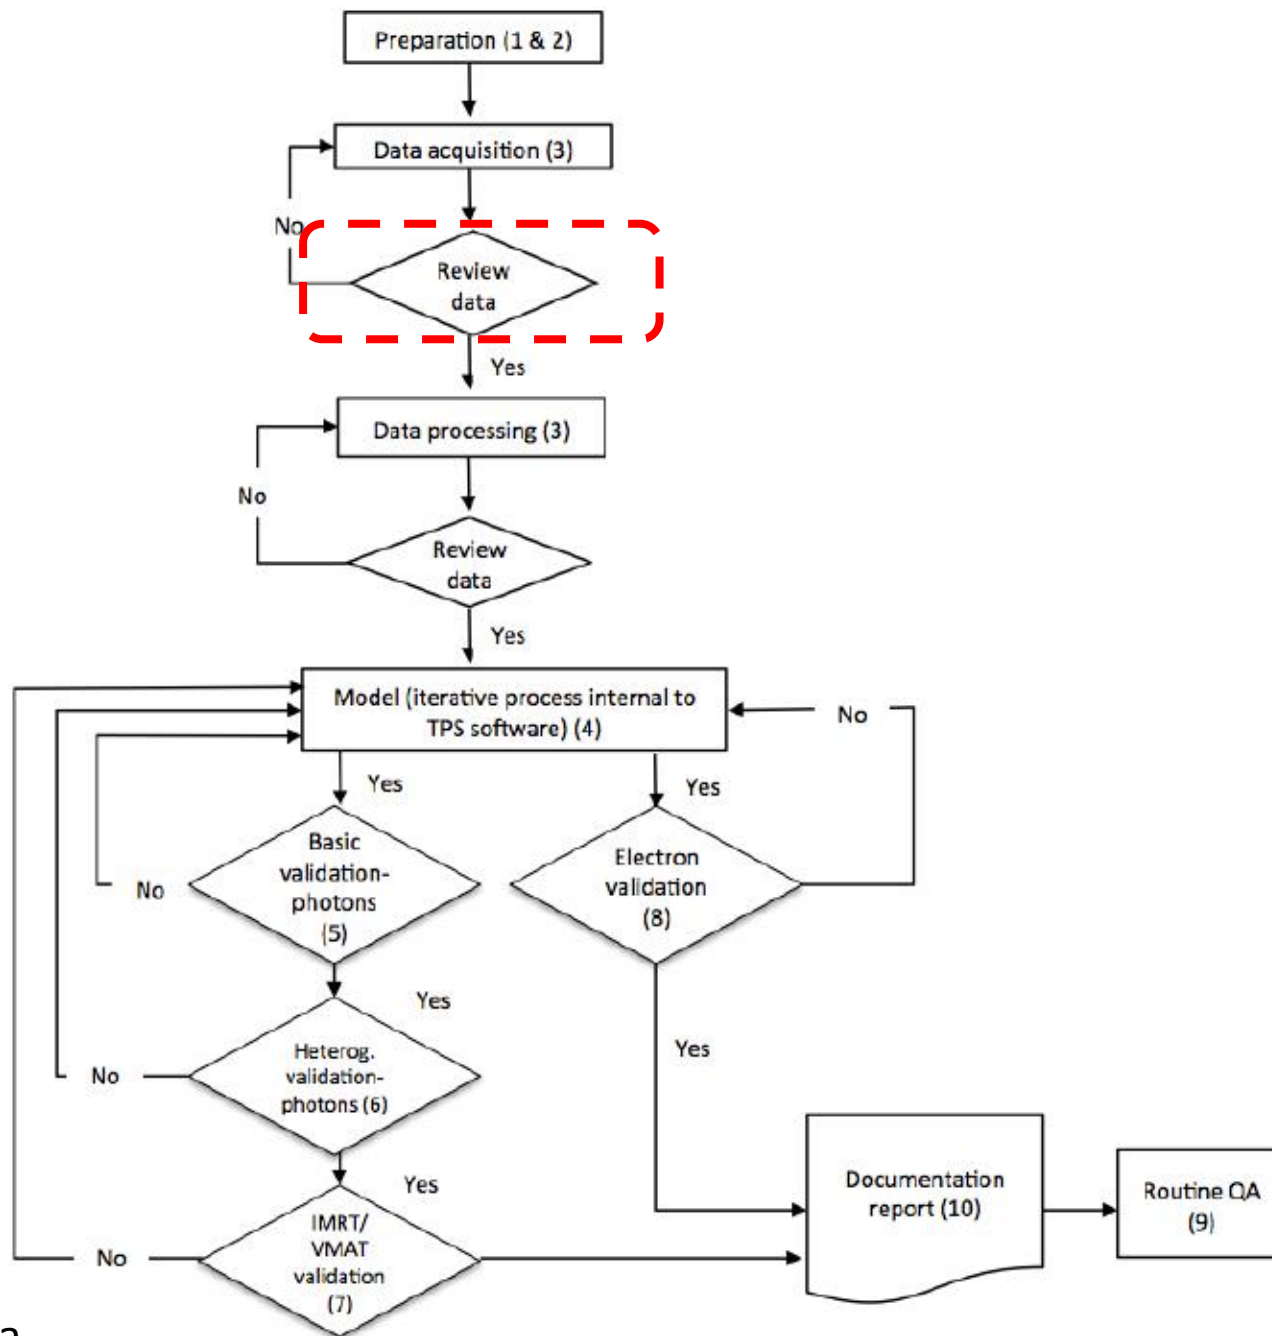 Preparation (1 & 2)
Data acquisition (3)
No
Review
data
Yes
Data processing (3)
No
Review
data
Yes
Model (iterative process internal to
TPS software) (4)
No
Yes
Yes
Basic
validation-
photons
(5)
No
Electron
validation
(8)
Yes
Heterog.
validation-
photons (6)
No
Yes
Yes
IMRT/
VMAT
validation
(7)
No
Documentation
report (10)
Routine QA
(9)